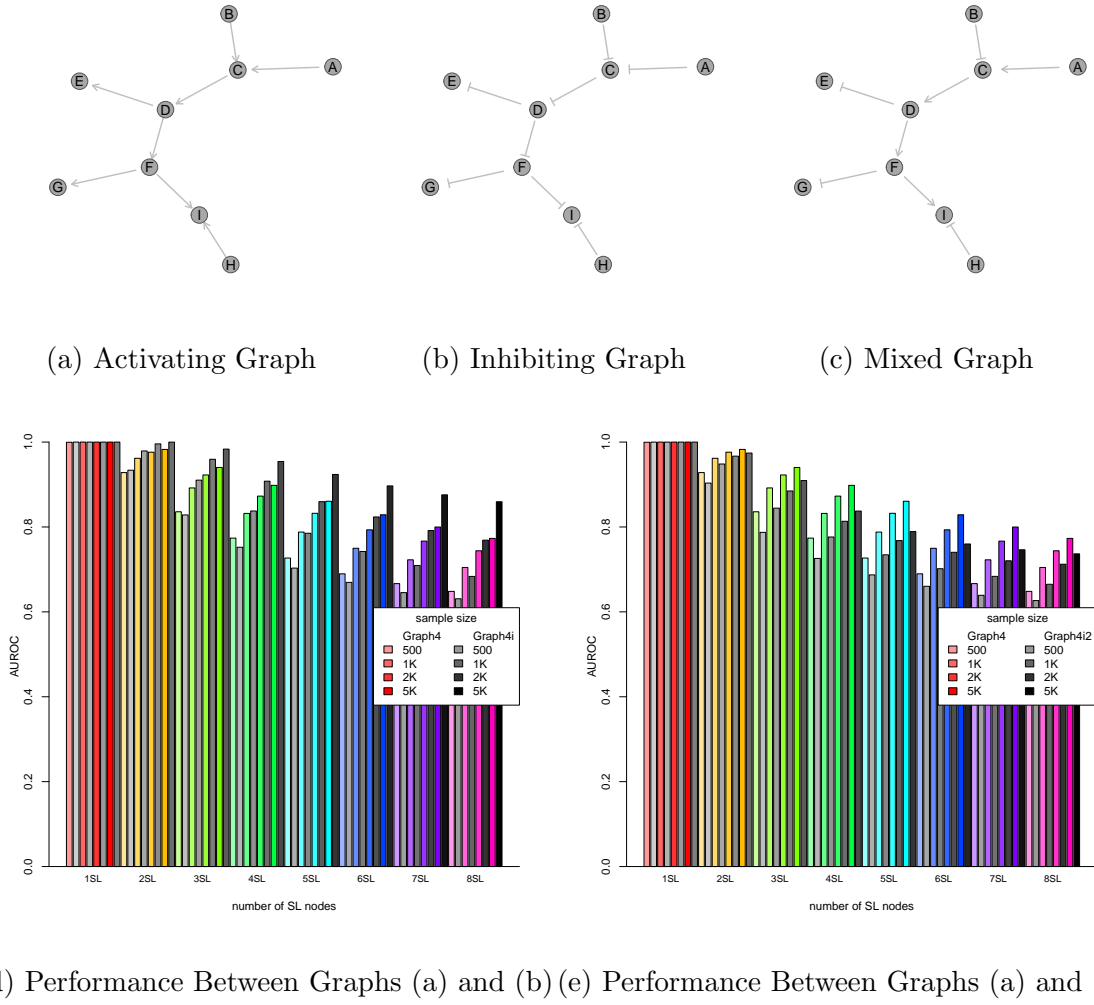 B B B
C A C A C A
E E E
D D D
F F F
G G G
I I I
H H H
(a) Activating Graph (b) Inhibiting Graph (c) Mixed Graph
AUROC
0.0 0.2 0.4 0.6 0.8 1.0
1SL 2SL 3SL 4SL 5SL 6SL 7SL 8SL
number of SL nodes
sample size
Graph4 Graph4i
500 500
1K 1K
2K 2K
5K 5K
AUROC
0.0 0.2 0.4 0.6 0.8 1.0
1SL 2SL 3SL 4SL 5SL 6SL 7SL 8SL
number of SL nodes
sample size
Graph4 Graph4i2
500 500
1K 1K
2K 2K
5K 5K
) Performance Between Graphs (a) and (b) (e) Performance Between Graphs (a) and